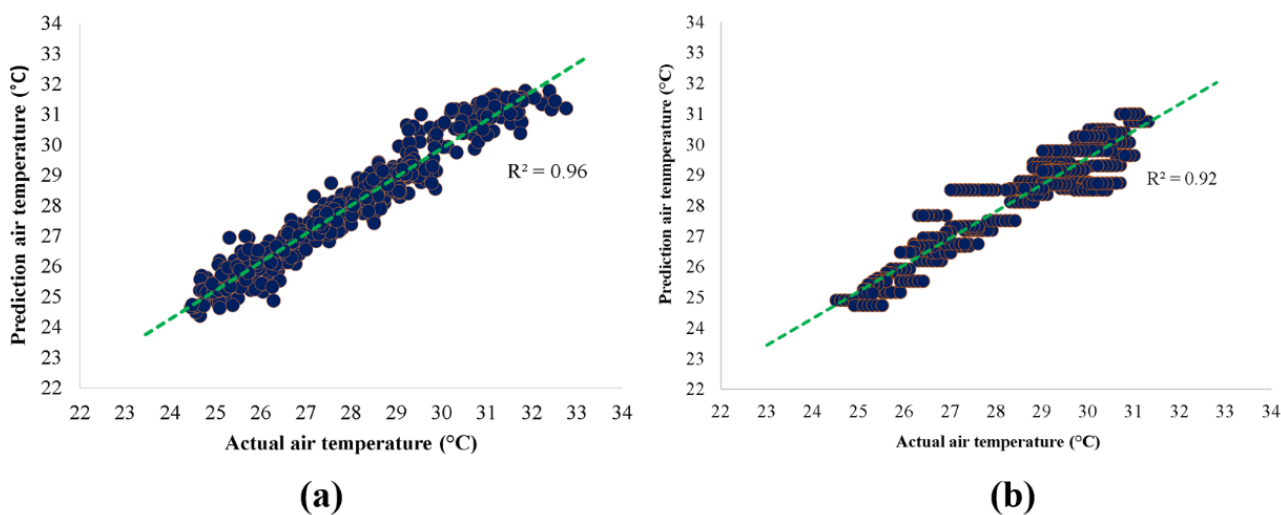 34
33
32
31
30
29
28
27
26
25
24
23
22
Prediction air temperature (°C)
R² = 0.96
22 23 24 25 26 27 28 29 30 31 32 33 34
Actual air temperature (°C)
(a)
34
33
32
31
30
29
28
27
26
25
24
23
22
Prediction air tenmperature (°C)
R² = 0.92
22 23 24 25 26 27 28 29 30 31 32 33 34
Actual air temperature (°C)
(b)